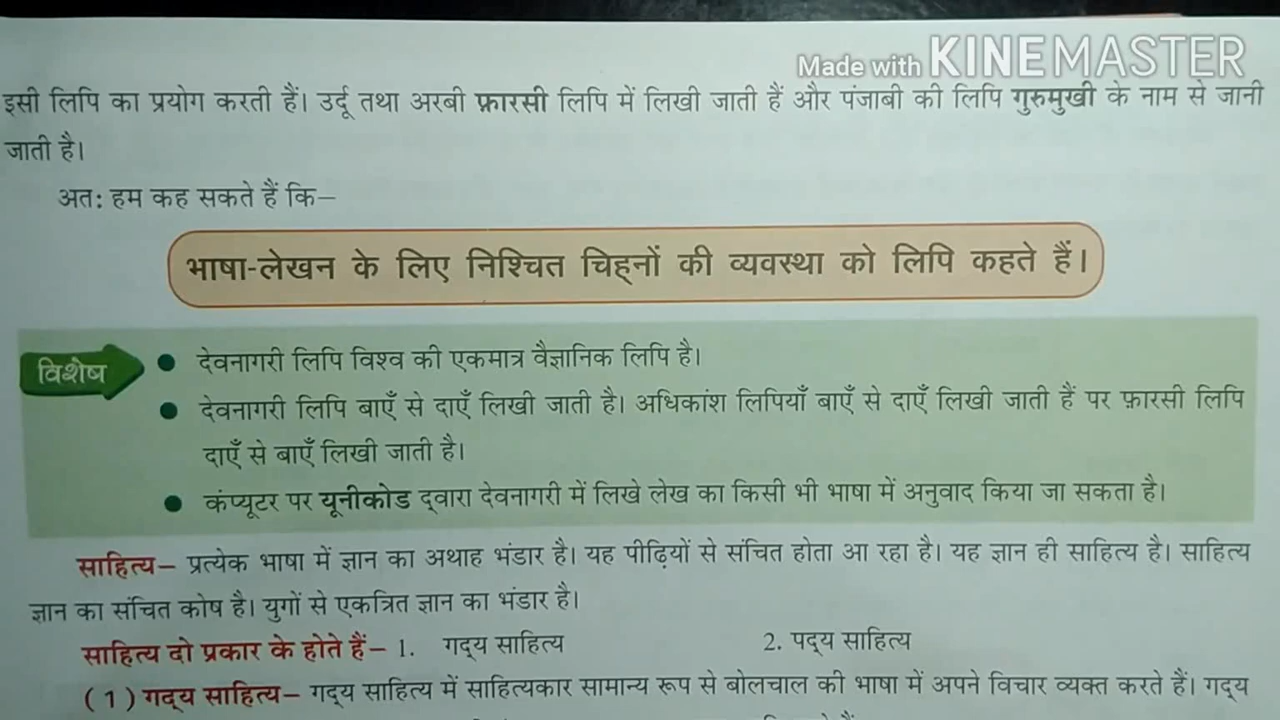 Made with KINEMASTER
इसी लिपि का प्रयोग करती हैं। उर्दू तथा अरबी फ़ारसी लिपि में लिखी जाती हैं और पंजाबी की लिपि गुरुमुखी के नाम से जानी
जाती है।
अत: हम कह सकते हैं कि–
भाषा-लेखन के लिए निश्चित चिह्नों की व्यवस्था को लिपि कहते हैं।
विशेष
● देवनागरी लिपि विश्व की एकमात्र वैज्ञानिक लिपि है।
● देवनागरी लिपि बाएँ से दाएँ लिखी जाती है। अधिकांश लिपियाँ बाएँ से दाएँ लिखी जाती हैं पर फ़ारसी लिपि
दाएँ से बाएँ लिखी जाती है।
● कंप्यूटर पर यूनीकोड द्वारा देवनागरी में लिखे लेख का किसी भी भाषा में अनुवाद किया जा सकता है।
साहित्य– प्रत्येक भाषा में ज्ञान का अथाह भंडार है। यह पीढ़ियों से संचित होता आ रहा है। यह ज्ञान ही साहित्य है। साहित्य
ज्ञान का संचित कोष है। युगों से एकत्रित ज्ञान का भंडार है।
साहित्य दो प्रकार के होते हैं– 1. गद्य साहित्य 2. पद्य साहित्य
(1) गद्य साहित्य– गद्य साहित्य में साहित्यकार सामान्य रूप से बोलचाल की भाषा में अपने विचार व्यक्त करते हैं। गद्य